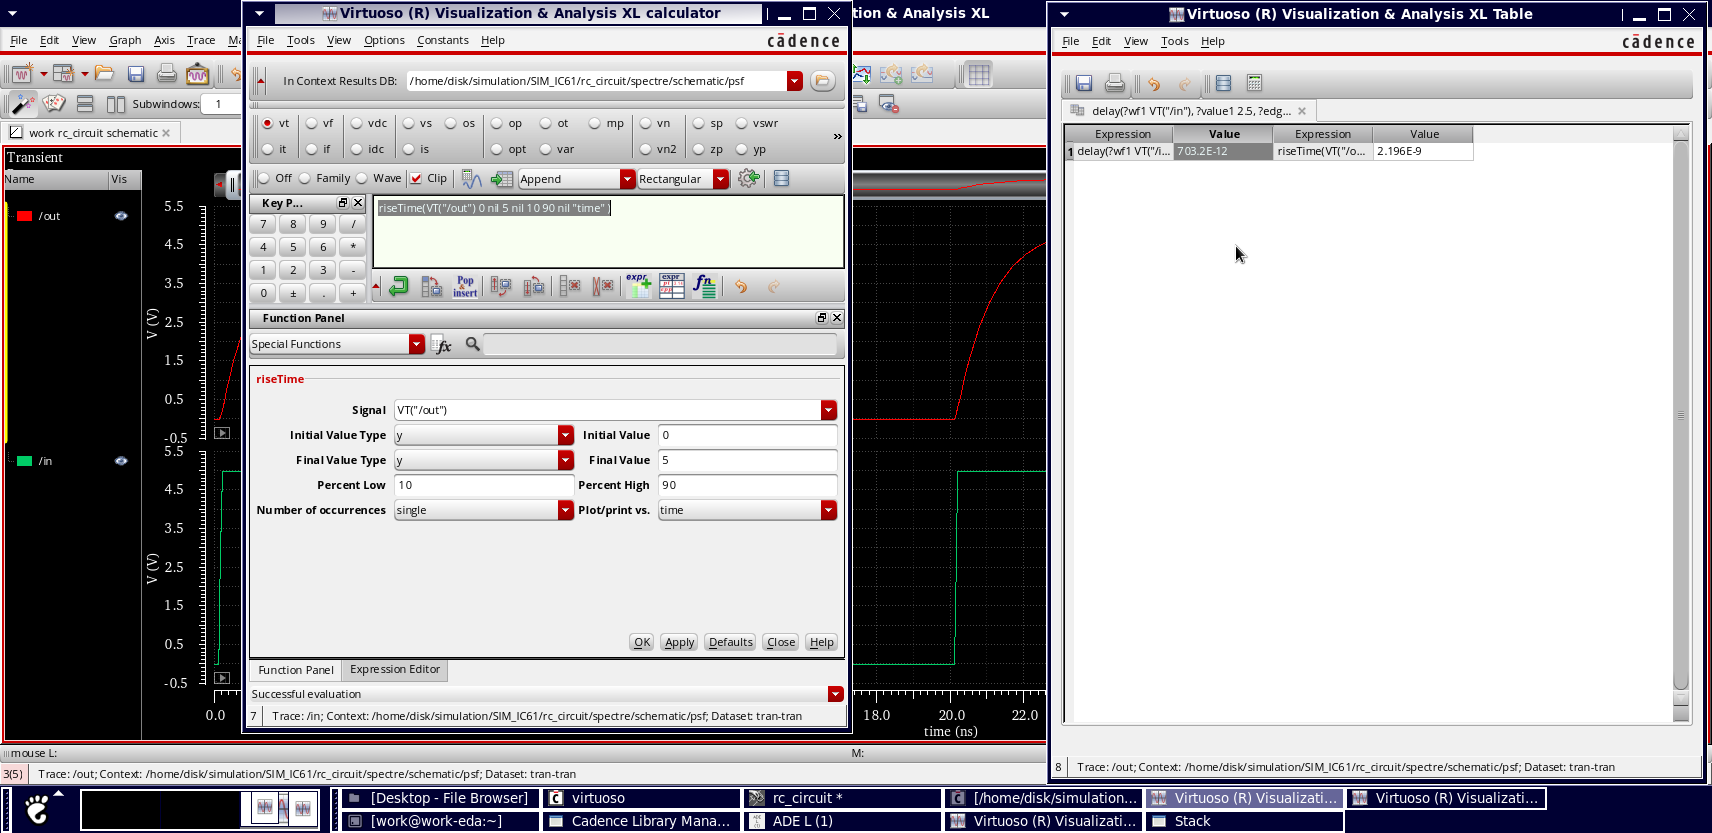 Virtuoso (R) Visualization & Analysis XL calculator
tion & Analysis XL
Virtuoso (R) Visualization & Analysis XL Table
File Edit View Graph Axis Trace Ma
File Tools View Options Constants Help
cādence
File Edit View Tools Help
cādence
In Context Results DB: /home/disk/simulation/SIM_IC61/rc_circuit/spectre/schematic/psf
Subwindows: 1
delay(?wf1 VT("/in"), ?value1 2.5, ?edg...
work rc_circuit schematic
vt vf vdc vs os op ot mp vn sp vswr
it if idc is opt var vn2 zp yp
»
Expression Value Expression Value
1 delay(?wf1 VT("/i... 703.2E-12 riseTime(VT("/o... 2.196E-9
Transient
Name Vis
Off Family Wave Clip Append Rectangular
Key P...
7 8 9 /
4 5 6 *
1 2 3 -
0 ± . +
riseTime(VT("/out") 0 nil 5 nil 10 90 nil "time" )
Pop insert
expr
expr
fn
/out
5.5
4.5
3.5
2.5
1.5
0.5
-0.5
V (V)
/in
5.5
4.5
3.5
2.5
1.5
0.5
-0.5
V (V)
Function Panel
Special Functions
fx
riseTime
Signal VT("/out")
Initial Value Type y Initial Value 0
Final Value Type y Final Value 5
Percent Low 10 Percent High 90
Number of occurrences single Plot/print vs. time
OK Apply Defaults Close Help
Function Panel Expression Editor
Successful evaluation
7 Trace: /in; Context: /home/disk/simulation/SIM_IC61/rc_circuit/spectre/schematic/psf; Dataset: tran-tran
0.0 18.0 20.0 22.0
time (ns)
mouse L: M:
3(5) Trace: /out; Context: /home/disk/simulation/SIM_IC61/rc_circuit/spectre/schematic/psf; Dataset: tran-tran
8 Trace: /out; Context: /home/disk/simulation/SIM_IC61/rc_circuit/spectre/schematic/psf; Dataset: tran-tran
[Desktop - File Browser] virtuoso rc_circuit * [/home/disk/simulation... Virtuoso (R) Visualizati... Virtuoso (R) Visualizati...
[work@work-eda:~] Cadence Library Mana... ADE L (1) Virtuoso (R) Visualizati... Stack